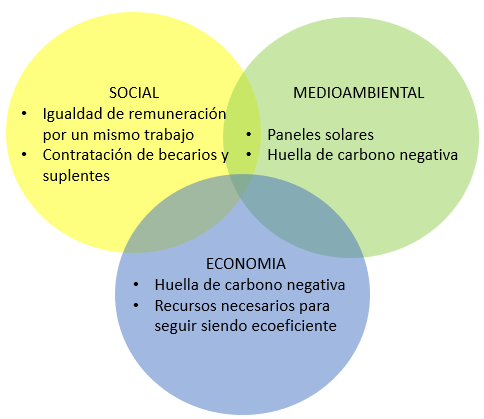 SOCIAL
• Igualdad de remuneración
por un mismo trabajo
• Contratación de becarios y
suplentes
MEDIOAMBIENTAL
• Paneles solares
• Huella de carbono negativa
ECONOMIA
• Huella de carbono negativa
• Recursos necesarios para
seguir siendo ecoeficiente